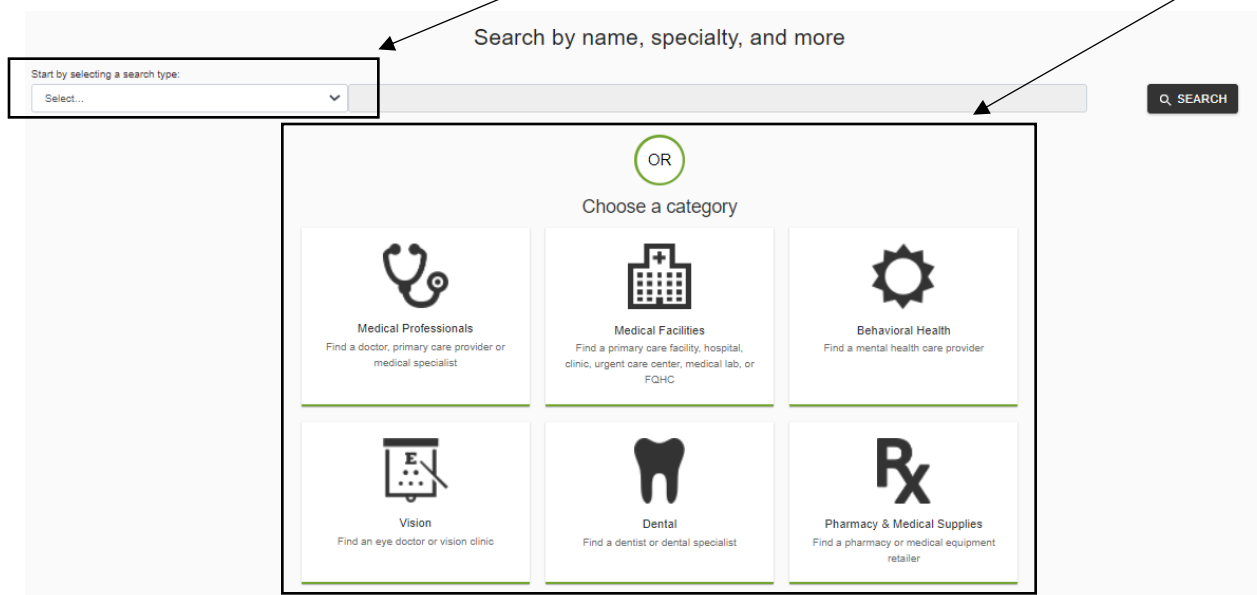 Search by name, specialty, and more
Start by selecting a search type:
Select...
SEARCH
OR
Choose a category
Medical Professionals
Find a doctor, primary care provider or
medical specialist
Medical Facilities
Find a primary care facility, hospital,
clinic, urgent care center, medical lab, or
FQHC
Behavioral Health
Find a mental health care provider
E
Vision
Find an eye doctor or vision clinic
Dental
Find a dentist or dental specialist
Rx
Pharmacy & Medical Supplies
Find a pharmacy or medical equipment
retailer